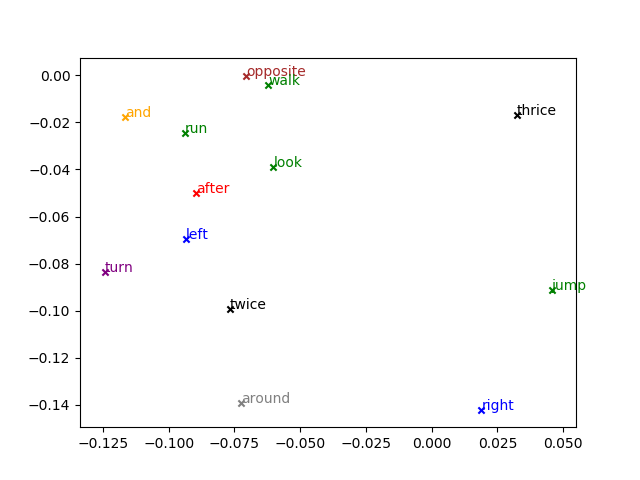 0.00
−0.02
−0.04
−0.06
−0.08
−0.10
−0.12
−0.14
opposite
walk
and
thrice
run
look
after
left
turn
jump
twice
around
right
−0.125 −0.100 −0.075 −0.050 −0.025 0.000 0.025 0.050